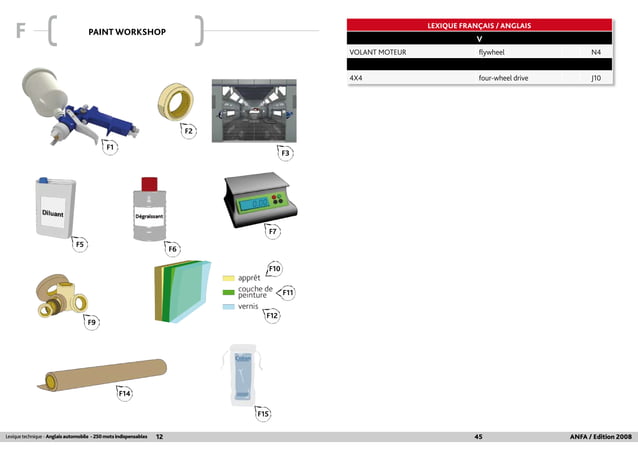 F
PAINT WORKSHOP
F1
F2
F3
Diluant
F5
Dégraissant
F6
F7
F9
apprêt
F10
couche de
peinture
F11
vernis
F12
F14
F15
Lexique technique - Anglais automobile - 250 mots indispensables 12
LEXIQUE FRANÇAIS / ANGLAIS
V
VOLANT MOTEUR flywheel N4
4X4 four-wheel drive J10
45 ANFA / Edition 2008